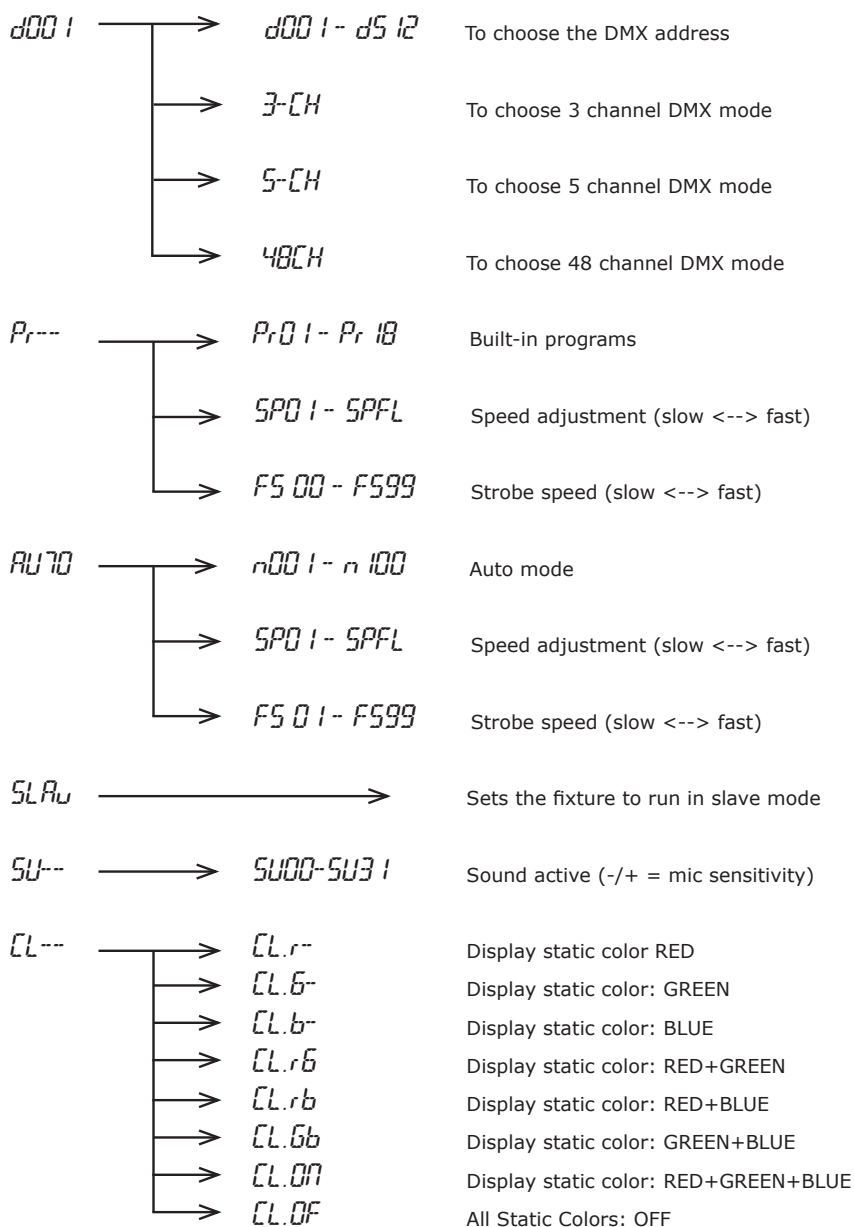 d001 d001-d512 To choose the DMX address
3-CH To choose 3 channel DMX mode
5-CH To choose 5 channel DMX mode
48CH To choose 48 channel DMX mode
Pr-- Pr01-Pr18 Built-in programs
SP01-SPFL Speed adjustment (slow <--> fast)
FS00-FS99 Strobe speed (slow <--> fast)
AUTO n001-n100 Auto mode
SP01-SPFL Speed adjustment (slow <--> fast)
FS01-FS99 Strobe speed (slow <--> fast)
SLAv Sets the fixture to run in slave mode
SU-- SU00-SU31 Sound active (-/+ = mic sensitivity)
CL-- CL.r- Display static color RED
CL.G- Display static color: GREEN
CL.b- Display static color: BLUE
CL.rG Display static color: RED+GREEN
CL.rb Display static color: RED+BLUE
CL.Gb Display static color: GREEN+BLUE
CL.ON Display static color: RED+GREEN+BLUE
CL.OF All Static Colors: OFF